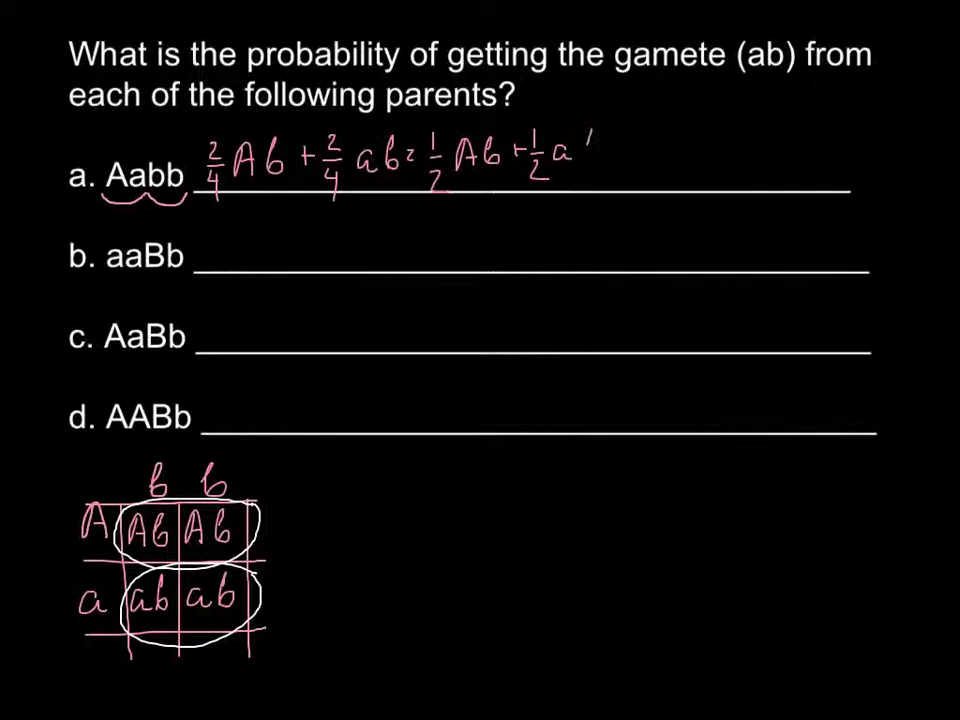 What is the probability of getting the gamete (ab) from
each of the following parents?
a. Aabb 2/4 Ab + 2/4 ab = 1/2 Ab + 1/2 a
b. aaBb
c. AaBb
d. AABb
b b
A Ab Ab
a ab ab